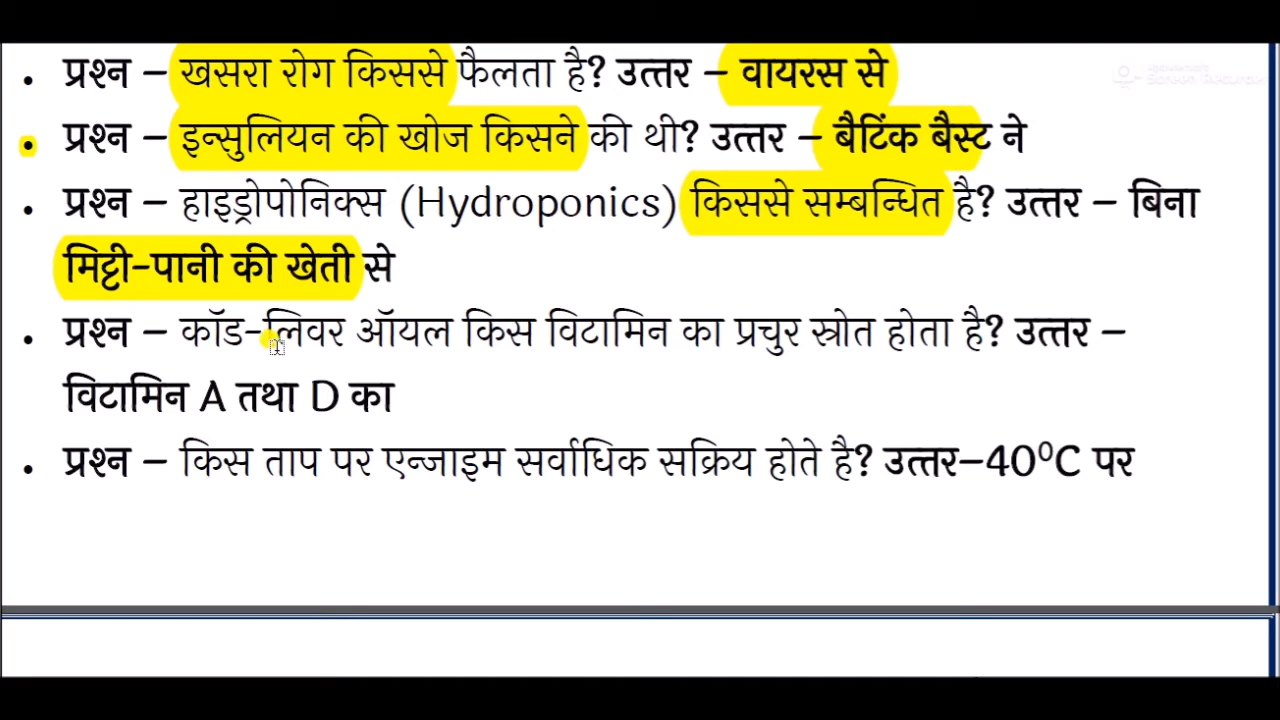 • प्रश्न – खसरा रोग किससे फैलता है? उत्तर – वायरस से
• प्रश्न – इन्सुलियन की खोज किसने की थी? उत्तर – बैटिंक बैस्ट ने
• प्रश्न – हाइड्रोपोनिक्स (Hydroponics) किससे सम्बन्धित है? उत्तर – बिना
मिट्टी-पानी की खेती से
• प्रश्न – कॉड-लिवर ऑयल किस विटामिन का प्रचुर स्रोत होता है? उत्तर –
विटामिन A तथा D का
• प्रश्न – किस ताप पर एन्जाइम सर्वाधिक सक्रिय होते है? उत्तर–40⁰C पर